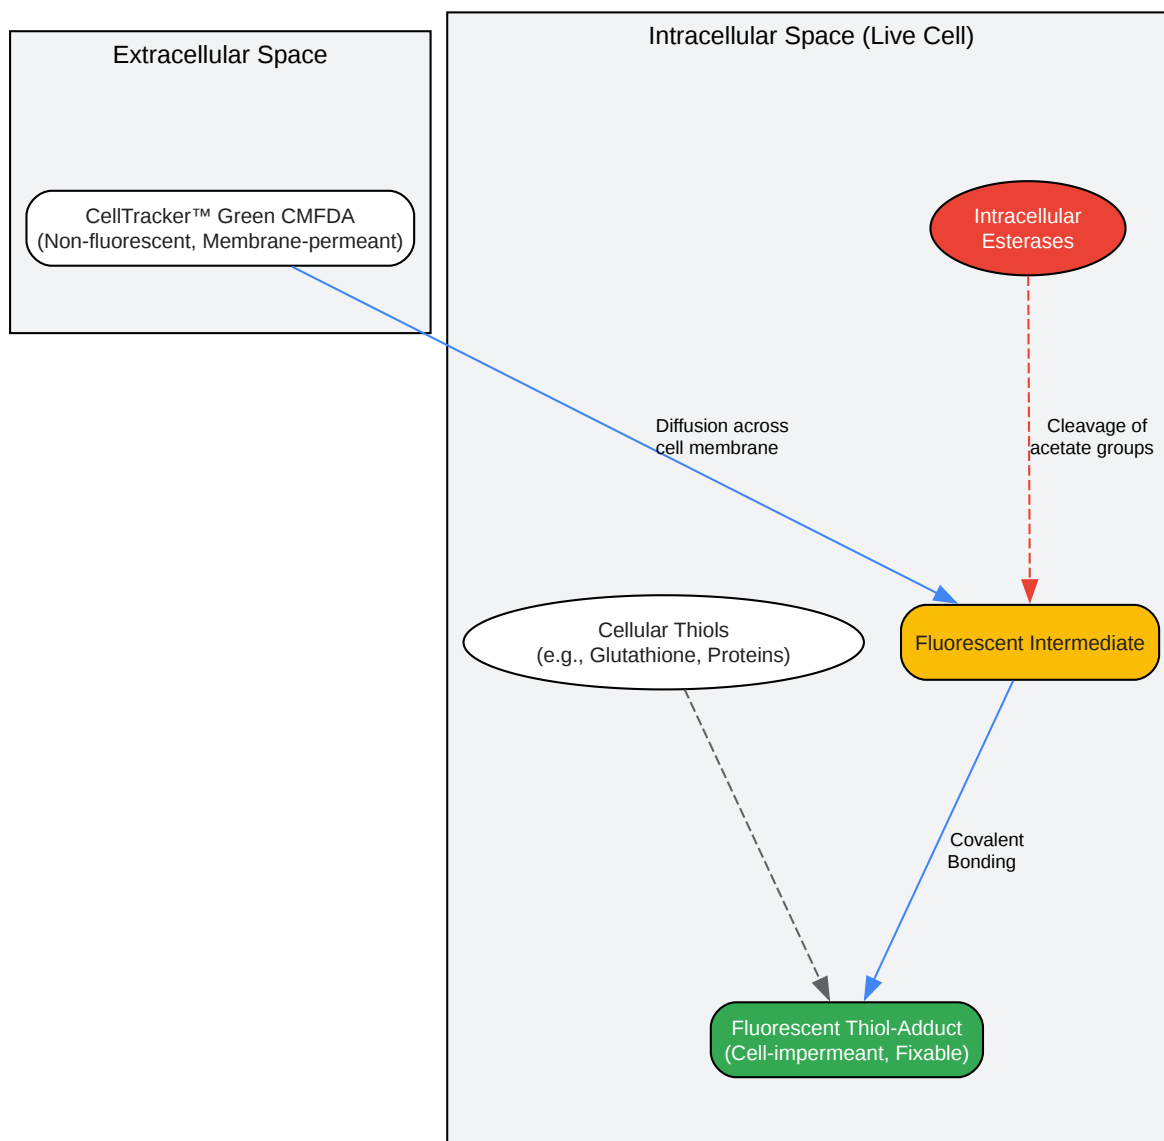 Extracellular Space
Intracellular Space (Live Cell)
CellTracker™ Green CMFDA
(Non-fluorescent, Membrane-permeant)
Intracellular
Esterases
Diffusion across
cell membrane
Cleavage of
acetate groups
Cellular Thiols
(e.g., Glutathione, Proteins)
Fluorescent Intermediate
Covalent
Bonding
Fluorescent Thiol-Adduct
(Cell-impermeant, Fixable)